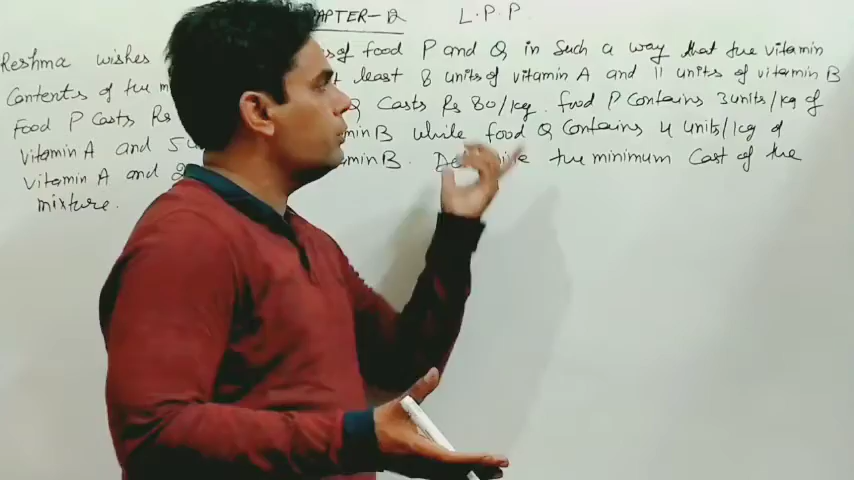 APTER-12 L.P.P
Reshma wishes of food P and Q in such a way that the vitamin
Contents of the m t least 8 units of vitamin A and 11 units of vitamin B
Food P Costs Rs Q Costs Rs 80/kg. Food P Contains 3 units/kg of
vitamin A and 5 u min B while food Q Contains 4 units/kg of
vitamin A and 2 min B. De e the minimum Cost of the
mixture.